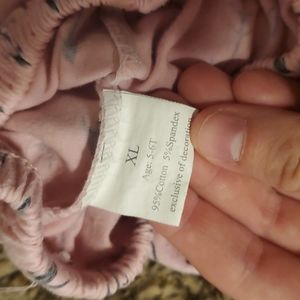 XL
Age: 5-6T
95%Cotton 5%Spandex
exclusive of decoration